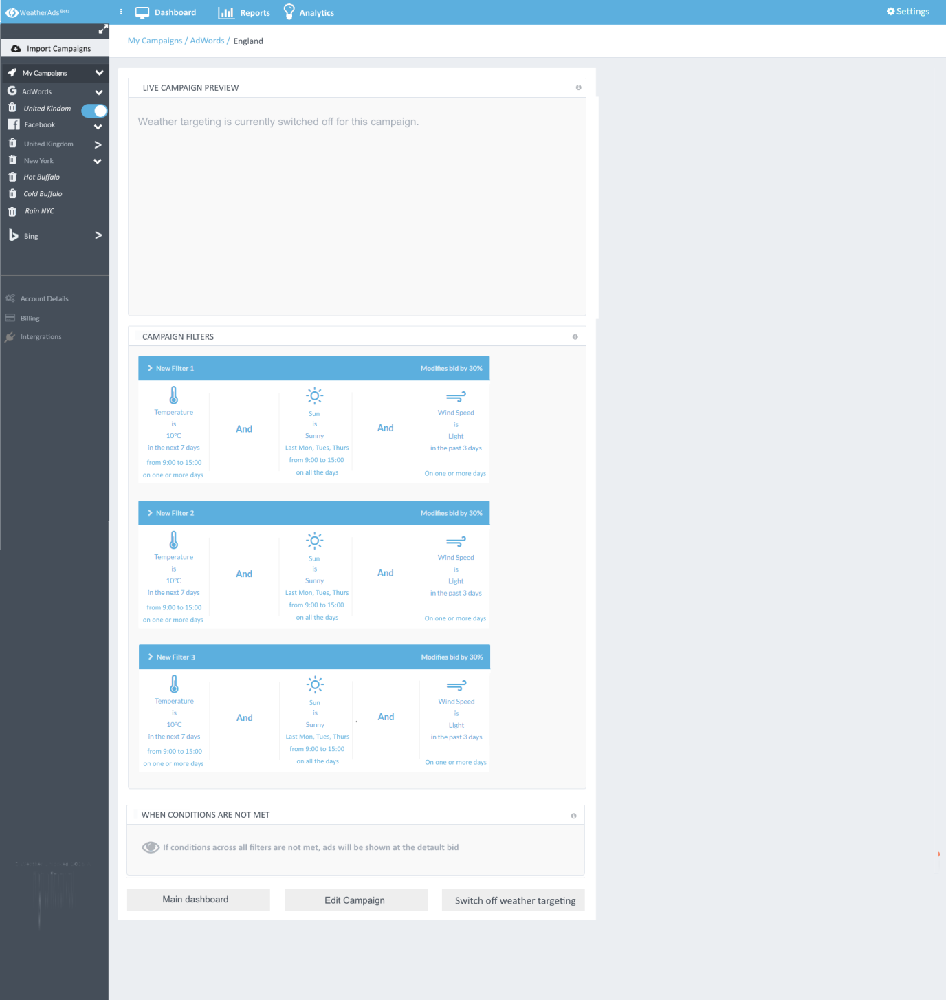 WeatherAds Beta
Dashboard
Reports
Analytics
Settings
My Campaigns / AdWords / England
Import Campaigns
My Campaigns
AdWords
United Kindom
Facebook
United Kingdom
New York
Hot Buffalo
Cold Buffalo
Rain NYC
Bing
Account Details
Billing
Intergrations
LIVE CAMPAIGN PREVIEW
Weather targeting is currently switched off for this campaign.
CAMPAIGN FILTERS
New Filter 1
Modifies bid by 30%
Temperature
is
10°C
in the next 7 days
from 9:00 to 15:00
on one or more days
And
Sun
is
Sunny
Last Mon, Tues, Thurs
from 9:00 to 15:00
on all the days
And
Wind Speed
is
Light
in the past 3 days
On one or more days
New Filter 2
Modifies bid by 30%
Temperature
is
10°C
in the next 7 days
from 9:00 to 15:00
on one or more days
And
Sun
is
Sunny
Last Mon, Tues, Thurs
from 9:00 to 15:00
on all the days
And
Wind Speed
is
Light
in the past 3 days
On one or more days
New Filter 3
Modifies bid by 30%
Temperature
is
10°C
in the next 7 days
from 9:00 to 15:00
on one or more days
And
Sun
is
Sunny
Last Mon, Tues, Thurs
from 9:00 to 15:00
on all the days
And
Wind Speed
is
Light
in the past 3 days
On one or more days
WHEN CONDITIONS ARE NOT MET
If conditions across all filters are not met, ads will be shown at the detault bid
Main dashboard
Edit Campaign
Switch off weather targeting